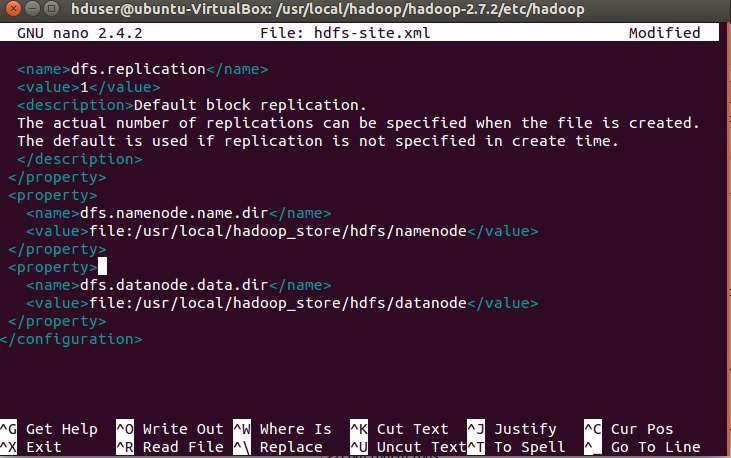 hduser@ubuntu-VirtualBox: /usr/local/hadoop/hadoop-2.7.2/etc/hadoop
GNU nano 2.4.2 File: hdfs-site.xml Modified
<name>dfs.replication</name>
<value>1</value>
<description>Default block replication.
The actual number of replications can be specified when the file is created.
The default is used if replication is not specified in create time.
</description>
</property>
<property>
<name>dfs.namenode.name.dir</name>
<value>file:/usr/local/hadoop_store/hdfs/namenode</value>
</property>
<property>
<name>dfs.datanode.data.dir</name>
<value>file:/usr/local/hadoop_store/hdfs/datanode</value>
</property>
</configuration>
^G Get Help ^O Write Out ^W Where Is ^K Cut Text ^J Justify ^C Cur Pos
^X Exit ^R Read File ^\ Replace ^U Uncut Text ^T To Spell ^_ Go To Line